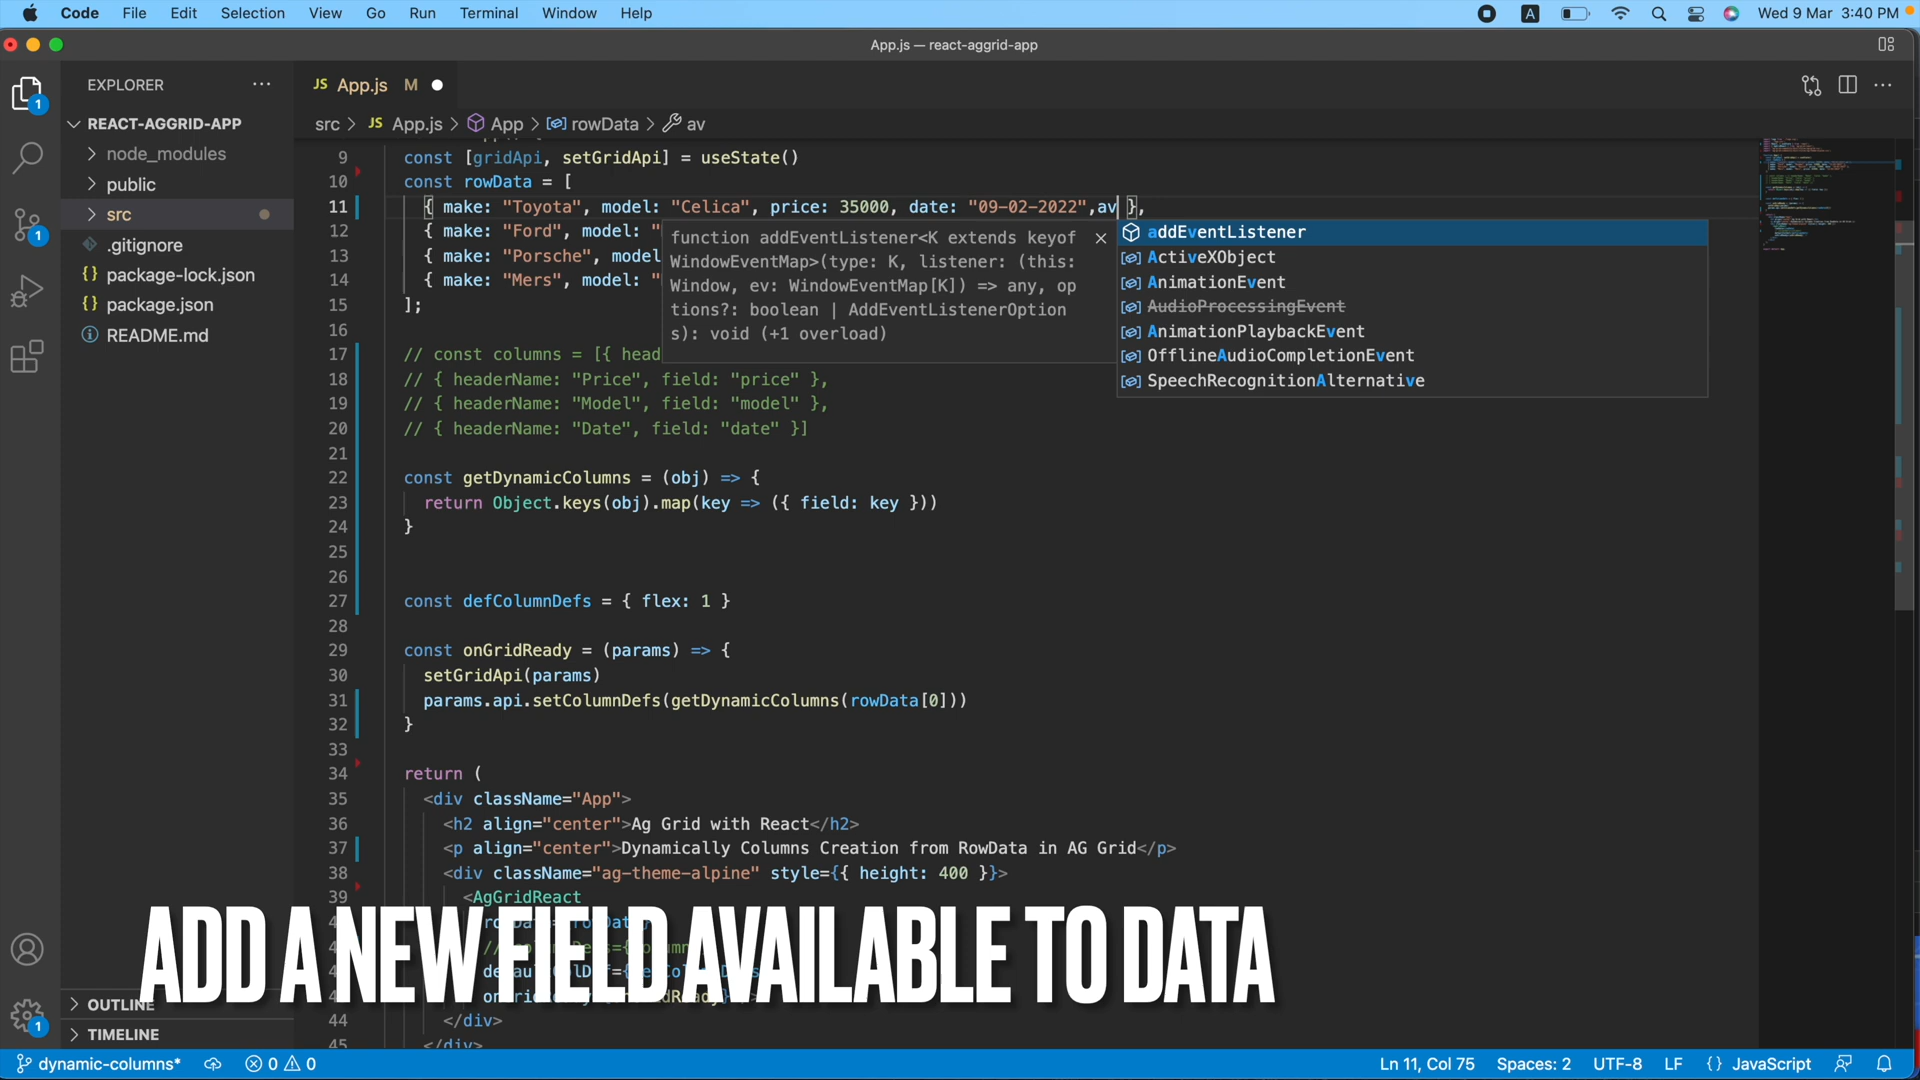 Code File Edit Selection View Go Run Terminal Window Help A Wed 9 Mar 3:40 PM
App.js — react-aggrid-app
EXPLORER
JS App.js M
REACT-AGGRID-APP
src > JS App.js > App > rowData > av
node_modules
public
src
.gitignore
package-lock.json
package.json
README.md
OUTLINE
TIMELINE
1
1
1
9 const [gridApi, setGridApi] = useState()
10 const rowData = [
11 { make: "Toyota", model: "Celica", price: 35000, date: "09-02-2022",av },
12 { make: "Ford", model: "
13 { make: "Porsche", model
14 { make: "Mers", model: "
15 ];
16
17 // const columns = [{ head
18 // { headerName: "Price", field: "price" },
19 // { headerName: "Model", field: "model" },
20 // { headerName: "Date", field: "date" }]
21
22 const getDynamicColumns = (obj) => {
23 return Object.keys(obj).map(key => ({ field: key }))
24 }
25
26
27 const defColumnDefs = { flex: 1 }
28
29 const onGridReady = (params) => {
30 setGridApi(params)
31 params.api.setColumnDefs(getDynamicColumns(rowData[0]))
32 }
33
34 return (
35 <div className="App">
36 <h2 align="center">Ag Grid with React</h2>
37 <p align="center">Dynamically Columns Creation from RowData in AG Grid</p>
38 <div className="ag-theme-alpine" style={{ height: 400 }}>
39 <AgGridReact
44 </div>
45 </div>
function addEventListener<K extends keyof
WindowEventMap>(type: K, listener: (this:
Window, ev: WindowEventMap[K]) => any, op
tions?: boolean | AddEventListenerOption
s): void (+1 overload)
addEventListener
ActiveXObject
AnimationEvent
AudioProcessingEvent
AnimationPlaybackEvent
OfflineAudioCompletionEvent
SpeechRecognitionAlternative
ADD A NEW FIELD AVAILABLE TO DATA
dynamic-columns* 0 0 Ln 11, Col 75 Spaces: 2 UTF-8 LF {} JavaScript